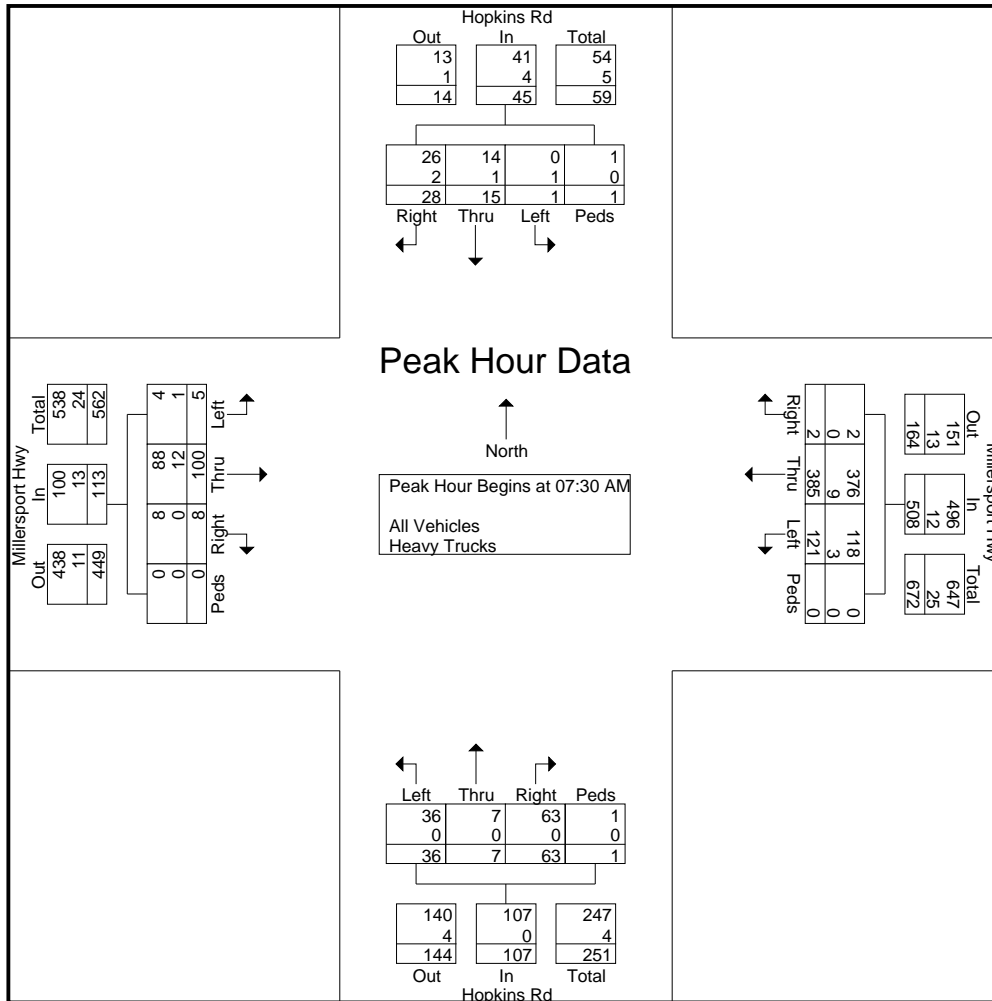 Hopkins Rd
Out In Total
13 41 54
1 4 5
14 45 59
26 14 0 1
2 1 1 0
28 15 1 1
Right Thru Left Peds
Peak Hour Data
North
Peak Hour Begins at 07:30 AM
All Vehicles
Heavy Trucks
Millersport Hwy
Total In Out
538 100 438
24 13 11
562 113 449
4 88 8 0
1 12 0 0
5 100 8 0
Left Thru Right Peds
Millersport Hwy
Out In Total
151 496 647
13 12 25
164 508 672
2 376 118 0
0 9 3 0
2 385 121 0
Right Thru Left Peds
Left Thru Right Peds
36 7 63 1
0 0 0 0
36 7 63 1
140 107 247
4 0 4
144 107 251
Out In Total
Hopkins Rd